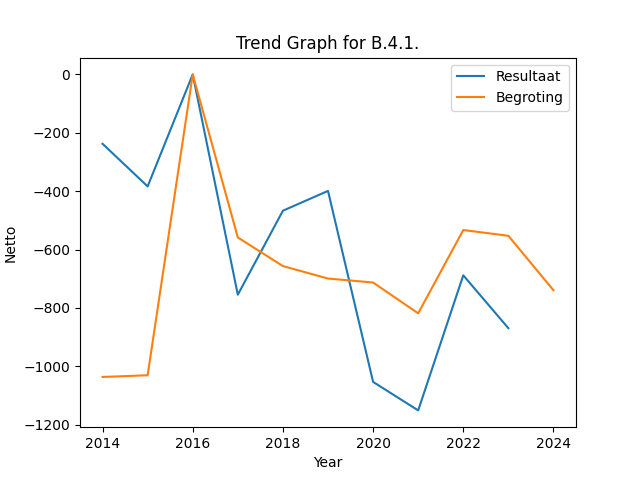 Trend Graph for B.4.1.
Resultaat
Begroting
0
−200
−400
−600
−800
−1000
−1200
Netto
2014
2016
2018
2020
2022
2024
Year